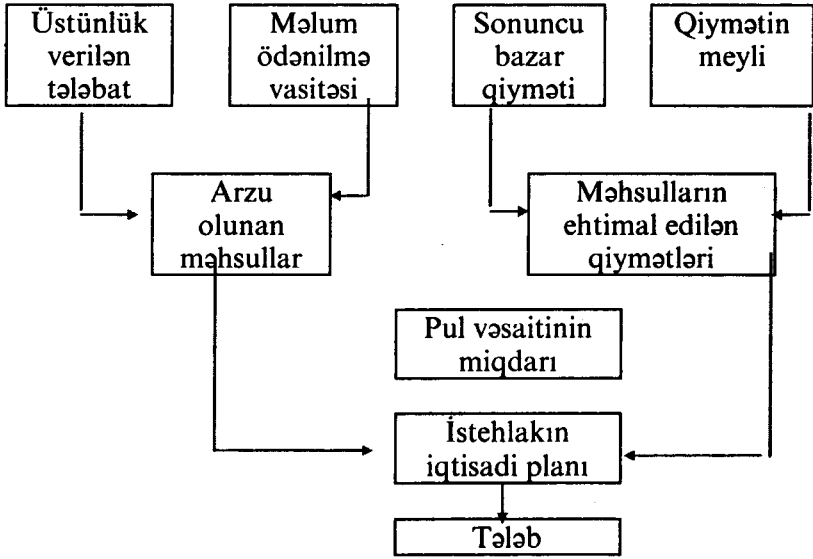 Üstünlük
verilən
tələbat
Məlum
ödənilmə
vasitəsi
Sonuncu
bazar
qiyməti
Qiymətin
meyli
Arzu
olunan
məhsullar
Məhsulların
ehtimal edilən
qiymətləri
Pul vəsaitinin
miqdarı
İstehlakın
iqtisadi planı
Tələb